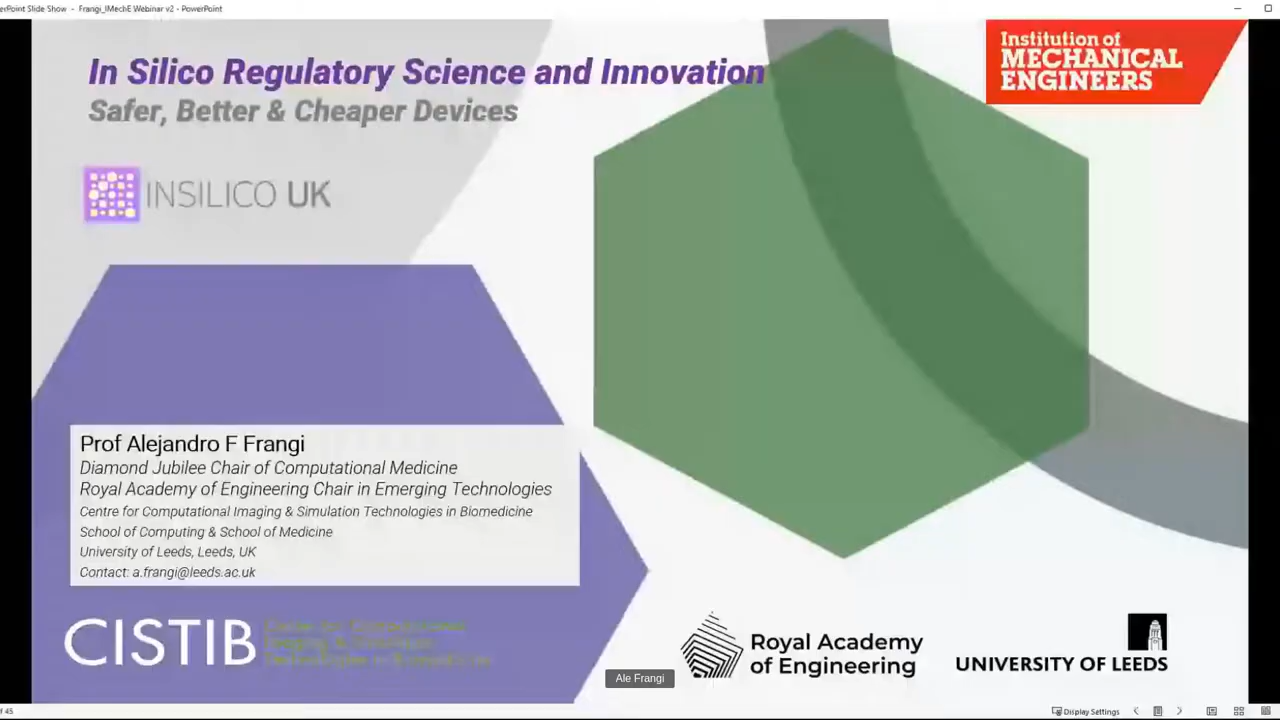 erPoint Slide Show - Frangi_IMechE Webinar v2 - PowerPoint
In Silico Regulatory Science and Innovation
Safer, Better & Cheaper Devices
Institution of
MECHANICAL
ENGINEERS
INSILICO UK
Prof Alejandro F Frangi
Diamond Jubilee Chair of Computational Medicine
Royal Academy of Engineering Chair in Emerging Technologies
Centre for Computational Imaging & Simulation Technologies in Biomedicine
School of Computing & School of Medicine
University of Leeds, Leeds, UK
Contact: a.frangi@leeds.ac.uk
CISTIB
Royal Academy
of Engineering
UNIVERSITY OF LEEDS
Ale Frangi
of 45
Display Settings